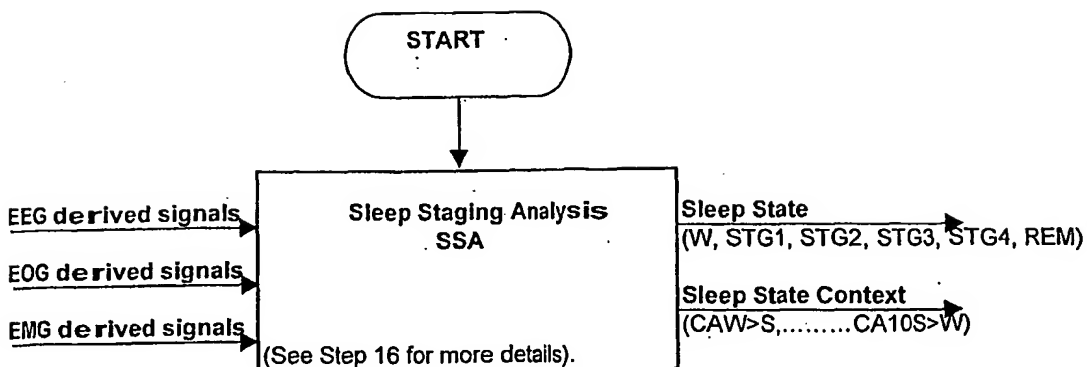 START
EEG derived signals
EOG derived signals
EMG derived signals
Sleep Staging Analysis
SSA
(See Step 16 for more details).
Sleep State
(W, STG1, STG2, STG3, STG4, REM)
Sleep State Context
(CAW>S,.........CA10S>W)